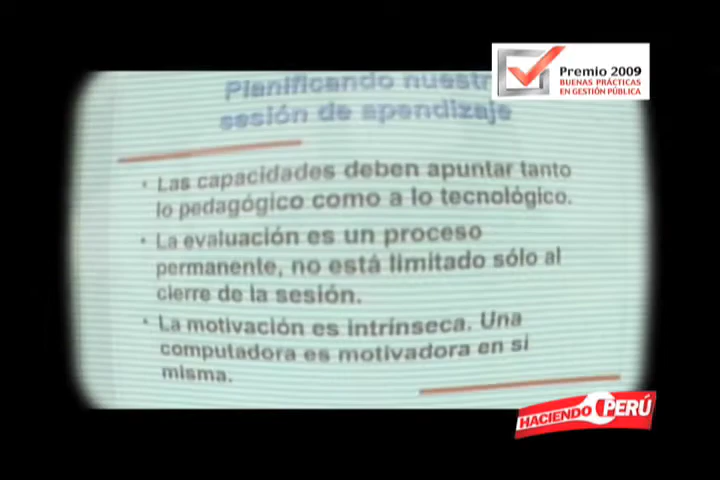 Premio 2009
BUENAS PRÁCTICAS
EN GESTIÓN PÚBLICA
Planificando nuestr
sesión de apendizaje
• Las capacidades deben apuntar tanto
lo pedagógico como a lo tecnológico.
• La evaluación es un proceso
permanente, no está limitado sólo al
cierre de la sesión.
• La motivación es intrínseca. Una
computadora es motivadora en si
misma.
HACIENDO PERÚ